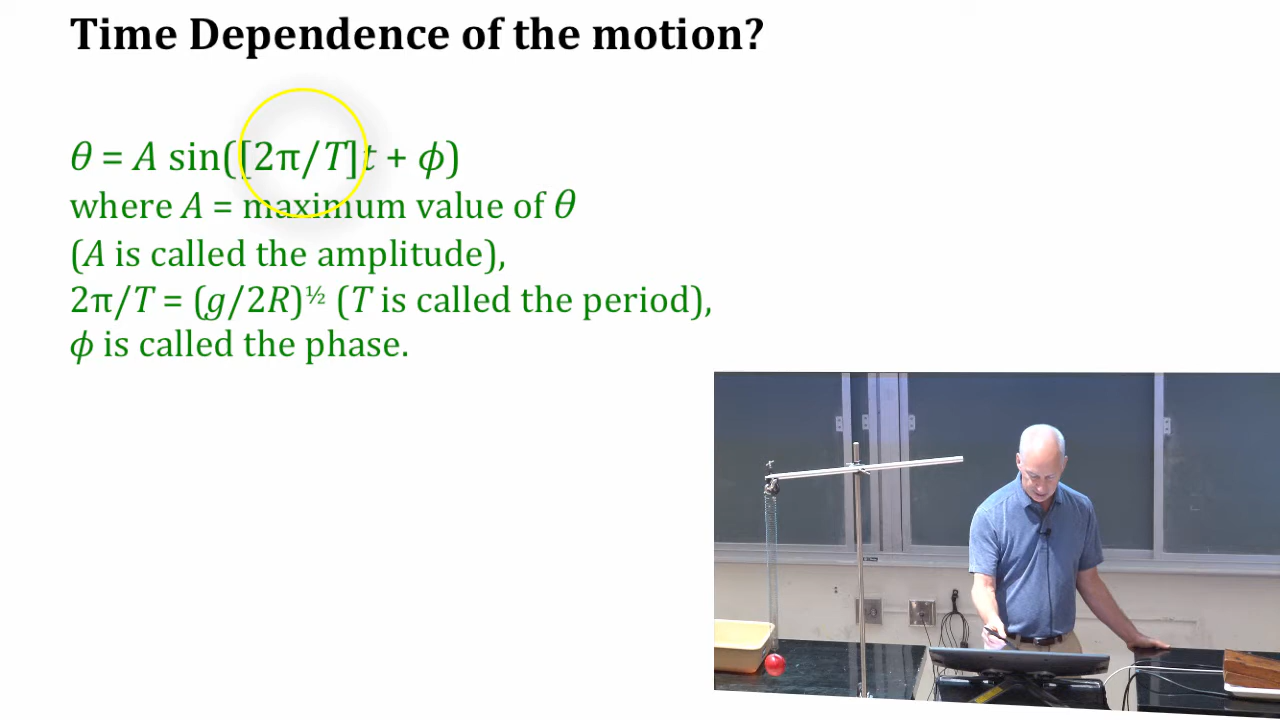 Time Dependence of the motion?
θ = A sin([2π/T]t + ϕ)
where A = maximum value of θ
(A is called the amplitude),
2π/T = (g/2R)½ (T is called the period),
ϕ is called the phase.